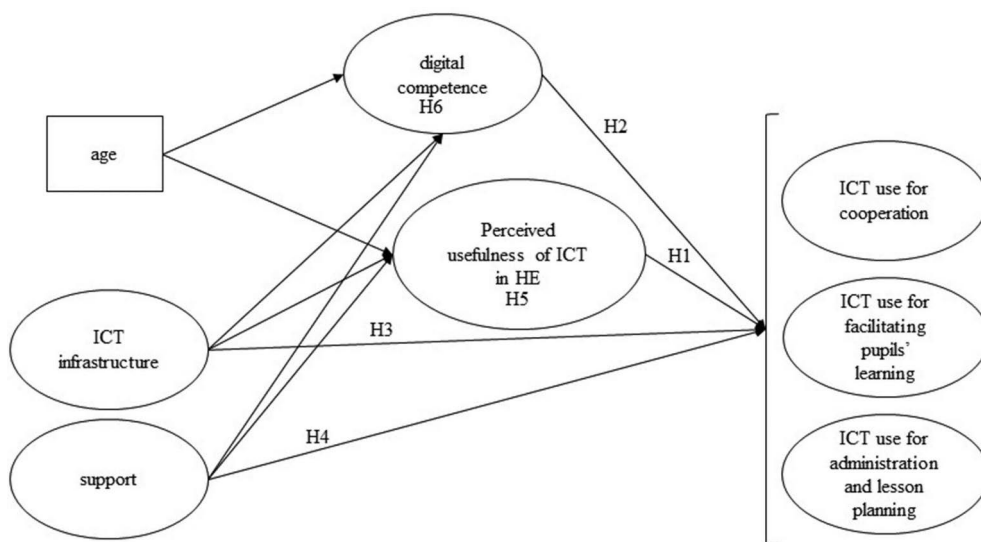 digital
competence
H6
H2
age
ICT use for
cooperation
Perceived
usefulness of ICT
in HE
H5
H1
ICT use for
facilitating
pupils’
learning
ICT
infrastructure
H3
H4
support
ICT use for
administration
and lesson
planning